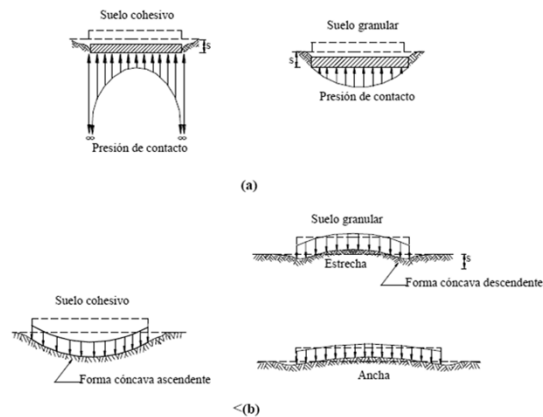 Suelo cohesivo
s
∞ ∞
Presión de contacto
Suelo granular
s
Presión de contacto
(a)
Suelo granular
Estrecha
s
Forma cóncava descendente
Suelo cohesivo
Forma cóncava ascendente
Ancha
<(b)